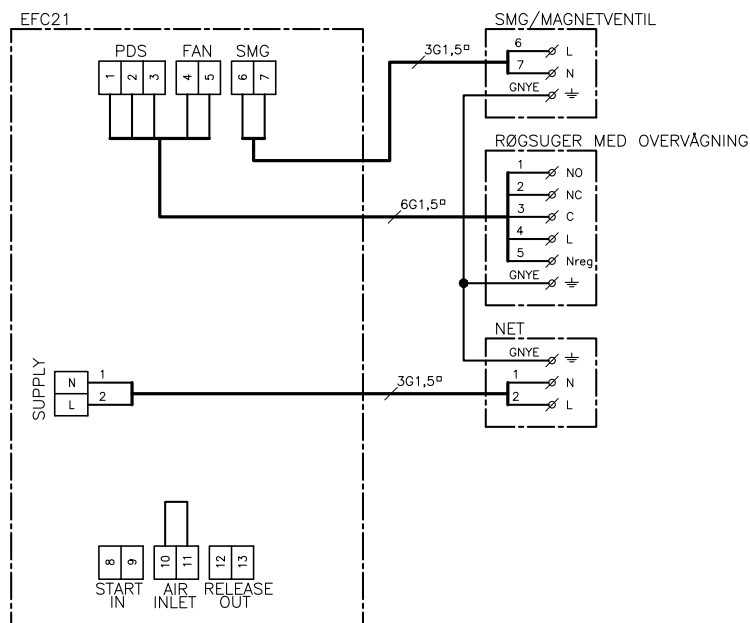 EFC21
SMG/MAGNETVENTIL
PDS FAN SMG
1 2 3 4 5 6 7
3G1,5¤
6 L
7 N
GNYE
RØGSUGER MED OVERVÅGNING
6G1,5¤
1 NO
2 NC
3 C
4 L
5 Nreg
GNYE
NET
GNYE
SUPPLY
N 1
L 2
3G1,5¤
1 N
2 L
8 9 10 11 12 13
START IN
AIR INLET
RELEASE OUT